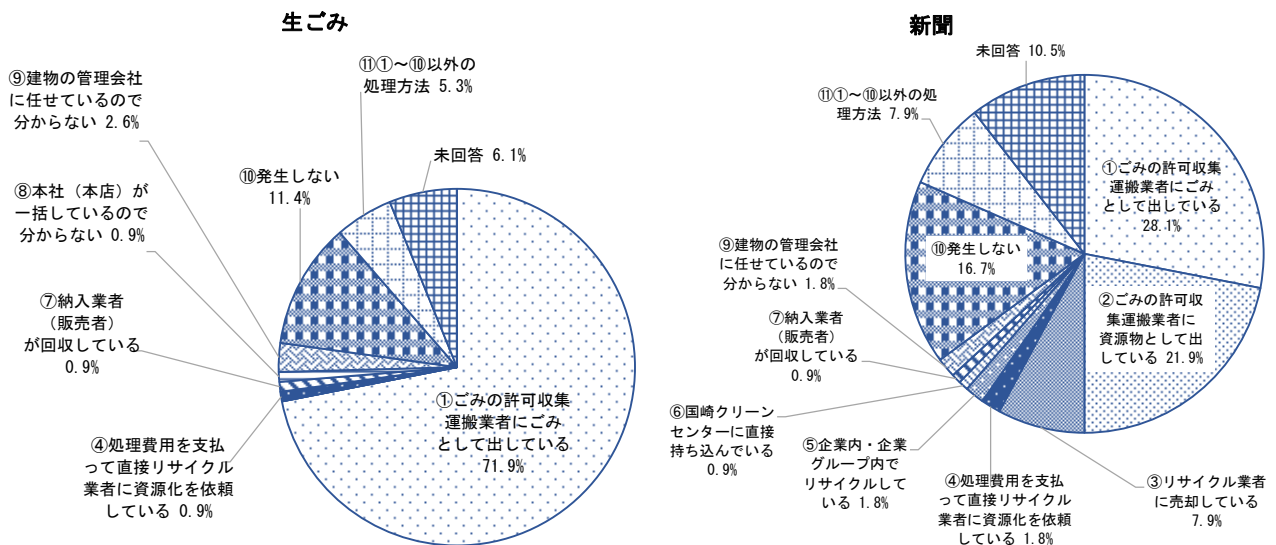 生ごみ
⑪①～⑩以外の
処理方法 5.3%
⑨建物の管理会社
に任せているので
分からない 2.6%
未回答 6.1%
⑩発生しない
11.4%
⑧本社（本店）が
一括しているので
分からない 0.9%
⑦納入業者
（販売者）
が回収している
0.9%
①ごみの許可収集
運搬業者にごみ
として出している
71.9%
④処理費用を支払
って直接リサイクル
業者に資源化を依頼
している 0.9%
新聞
未回答 10.5%
⑪①～⑩以外の処
理方法 7.9%
①ごみの許可収集
運搬業者にごみ
として出している
28.1%
⑩発生しない
16.7%
⑨建物の管理会社
に任せているので
分からない 1.8%
②ごみの許可収
集運搬業者に
資源物として出
している 21.9%
⑦納入業者
（販売者）
が回収している
0.9%
⑥国崎クリーン
センターに直接
持ち込んでいる
0.9%
⑤企業内・企業
グループ内で
リサイクルして
いる 1.8%
④処理費用を支払
って直接リサイクル
業者に資源化を依頼
している 1.8%
③リサイクル業者
に売却している
7.9%